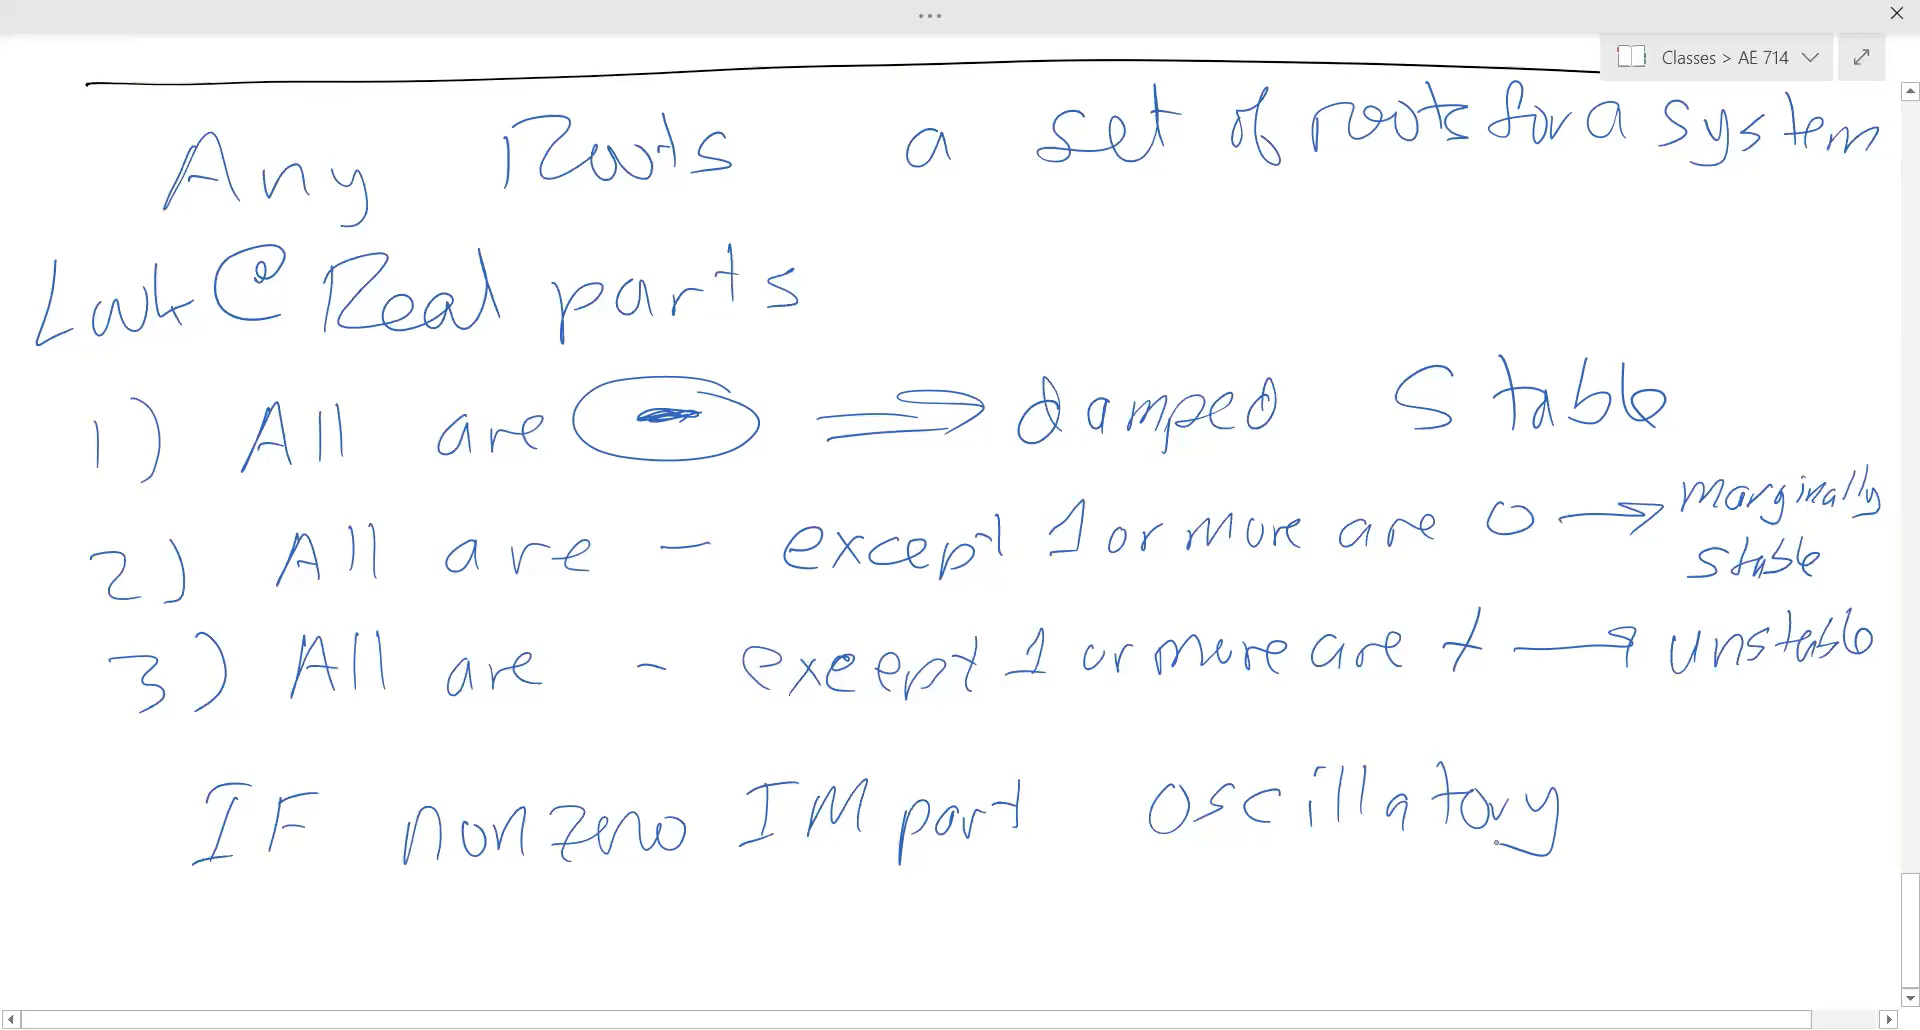 Classes > AE 714
Any Roots a set of roots for a system
Look @ Real parts
1) All are - ⇒ damped Stable
2) All are - except 1 or more are 0 → marginally stable
3) All are - exeept 1 or more are + → unstable
IF nonzero IM part oscillatory